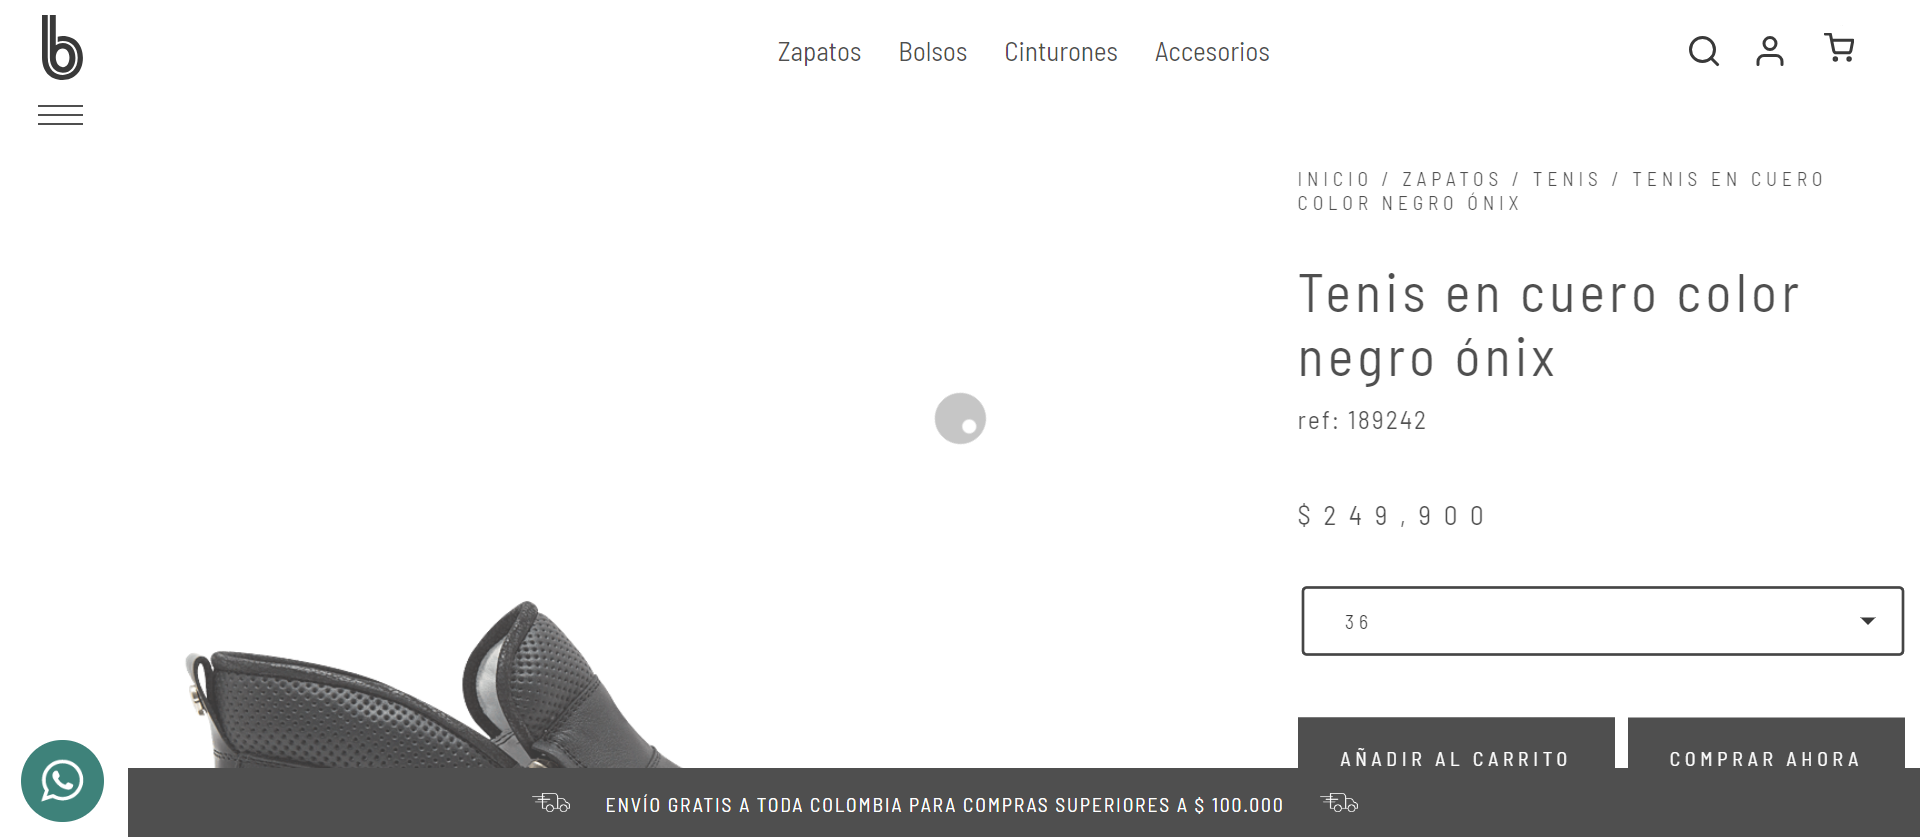 b
Zapatos Bolsos Cinturones Accesorios
INICIO / ZAPATOS / TENIS / TENIS EN CUERO
COLOR NEGRO ÓNIX
Tenis en cuero color
negro ónix
ref: 189242
$249,900
36
AÑADIR AL CARRITO
COMPRAR AHORA
ENVÍO GRATIS A TODA COLOMBIA PARA COMPRAS SUPERIORES A $ 100.000